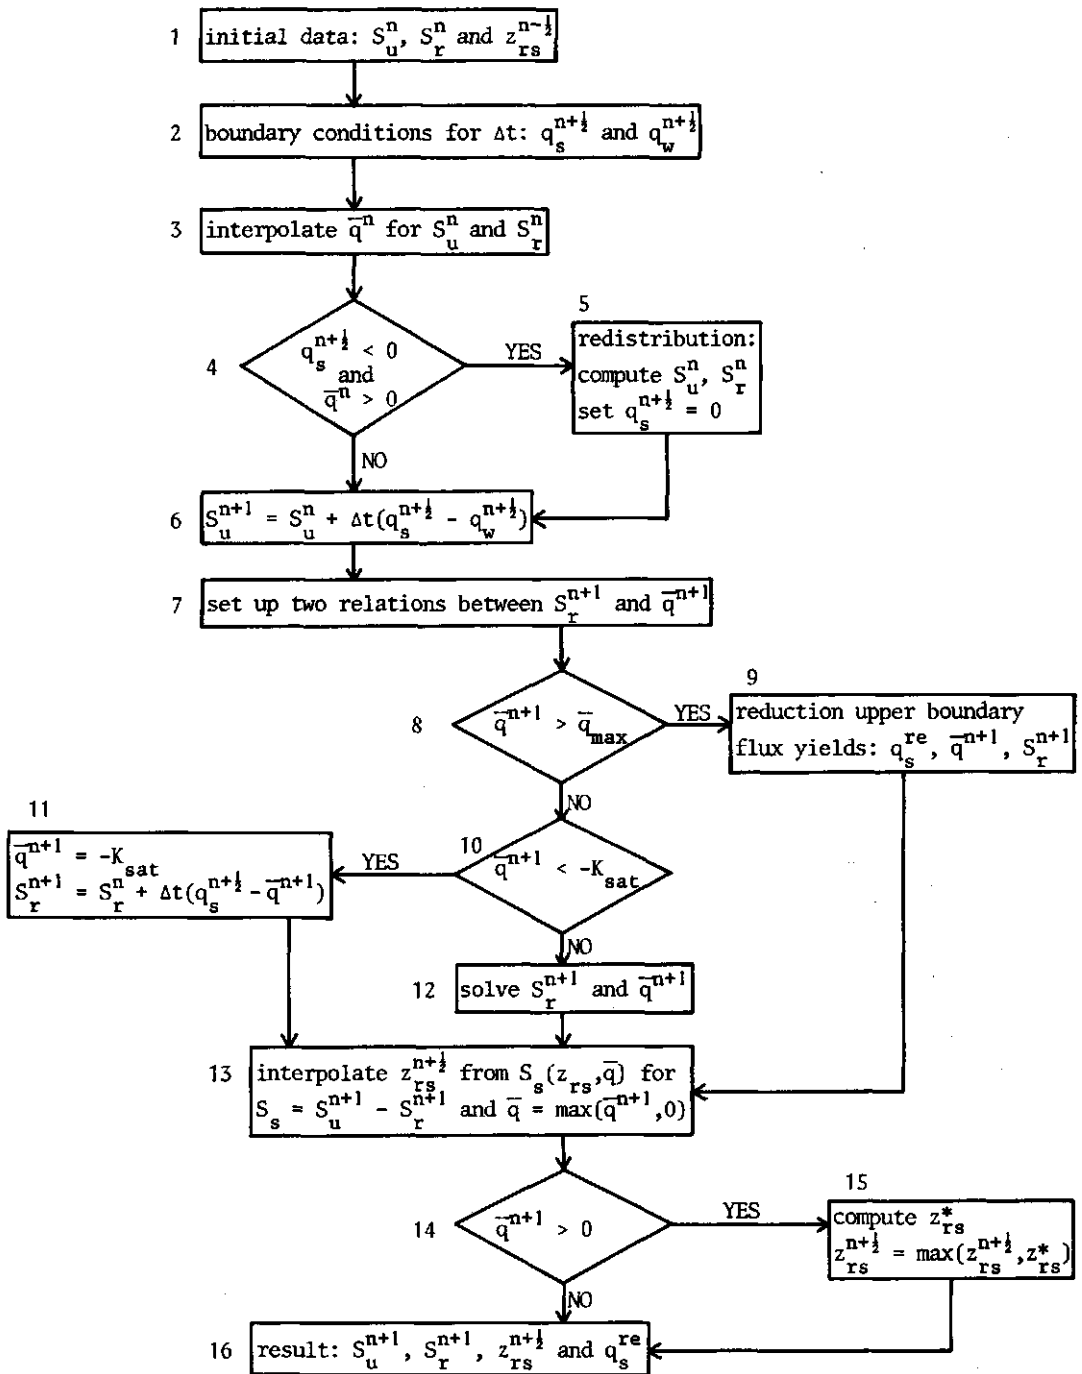 1 initial data: S_u^n, S_r^n and z_rs^{n-½}
2 boundary conditions for Δt: q_s^{n+½} and q_w^{n+½}
3 interpolate q̅^n for S_u^n and S_r^n
4 q_s^{n+½} < 0
and
q̅^n > 0
YES
5
redistribution:
compute S_u^n, S_r^n
set q_s^{n+½} = 0
NO
6 S_u^{n+1} = S_u^n + Δt(q_s^{n+½} - q_w^{n+½})
7 set up two relations between S_r^{n+1} and q̅^{n+1}
8 q̅^{n+1} > q̅_max
YES
9
reduction upper boundary
flux yields: q_s^{re}, q̅^{n+1}, S_r^{n+1}
NO
10 q̅^{n+1} < -K_sat
YES
11
q̅^{n+1} = -K_sat
S_r^{n+1} = S_r^n + Δt(q_s^{n+½} - q̅^{n+1})
NO
12 solve S_r^{n+1} and q̅^{n+1}
13 interpolate z_rs^{n+½} from S_s(z_rs,q̅) for
S_s = S_u^{n+1} - S_r^{n+1} and q̅ = max(q̅^{n+1},0)
14 q̅^{n+1} > 0
YES
15
compute z_rs^*
z_rs^{n+½} = max(z_rs^{n+½},z_rs^*)
NO
16 result: S_u^{n+1}, S_r^{n+1}, z_rs^{n+½} and q_s^{re}